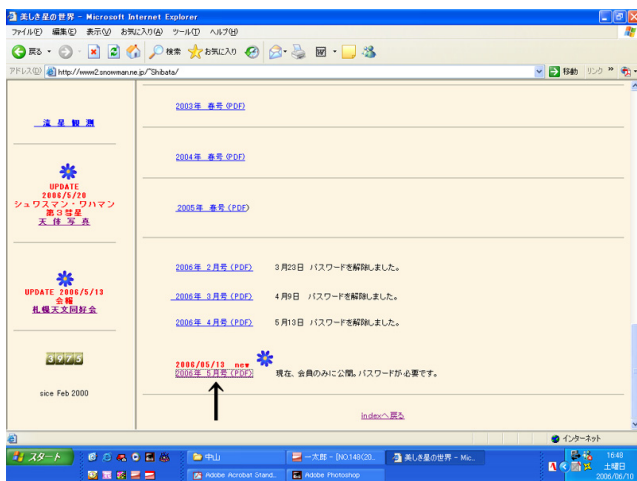 美しき星の世界 - Microsoft Internet Explorer
ファイル(F) 編集(E) 表示(V) お気に入り(A) ツール(T) ヘルプ(H)
戻る 検索 お気に入り
アドレス(D) http://www2.snowman.ne.jp/~Shibata/ 移動 リンク »
流 星 観 測
UPDATE
2006/5/20
シュワスマン・ワハマン
第３彗星
天 体 写 真
UPDATE 2006/5/13
会報
札幌天文同好会
3975
sice Feb 2000
2003年 春号(PDF)
2004年 春号(PDF)
2005年 春号(PDF)
2006年 2月号(PDF) 3月23日 パスワードを解除しました。
2006年 3月号(PDF) 4月9日 パスワードを解除しました。
2006年 4月号(PDF) 5月13日 パスワードを解除しました。
2006/05/13 new
2006年 5月号(PDF) 現在、会員のみに公開。パスワードが必要です。
indexへ戻る
インターネット
スタート 中山 一太郎 - [NO.148(20... 美しき星の世界 - Mic...
Adobe Acrobat Stand... Adobe Photoshop
16:48
土曜日
2006/06/10